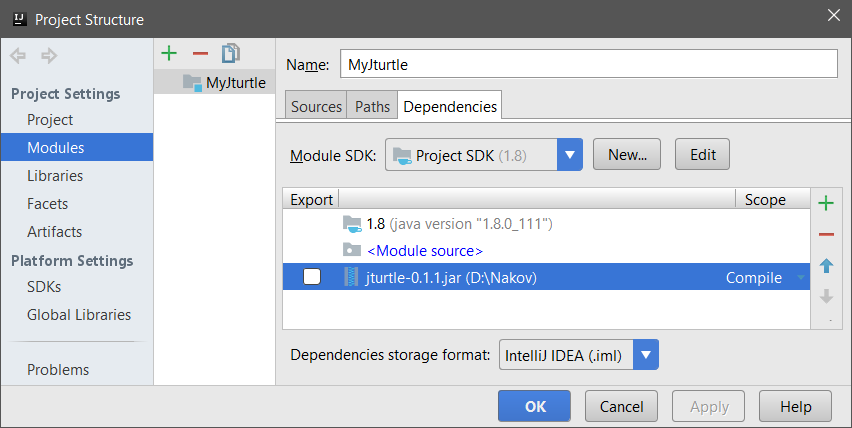 IJ Project Structure
Project Settings
Project
Modules
Libraries
Facets
Artifacts
Platform Settings
SDKs
Global Libraries
Problems
MyJturtle
Name: MyJturtle
Sources Paths Dependencies
Module SDK: Project SDK (1.8) New... Edit
Export Scope
1.8 (java version "1.8.0_111")
<Module source>
jturtle-0.1.1.jar (D:\Nakov) Compile
Dependencies storage format: IntelliJ IDEA (.iml)
OK Cancel Apply Help